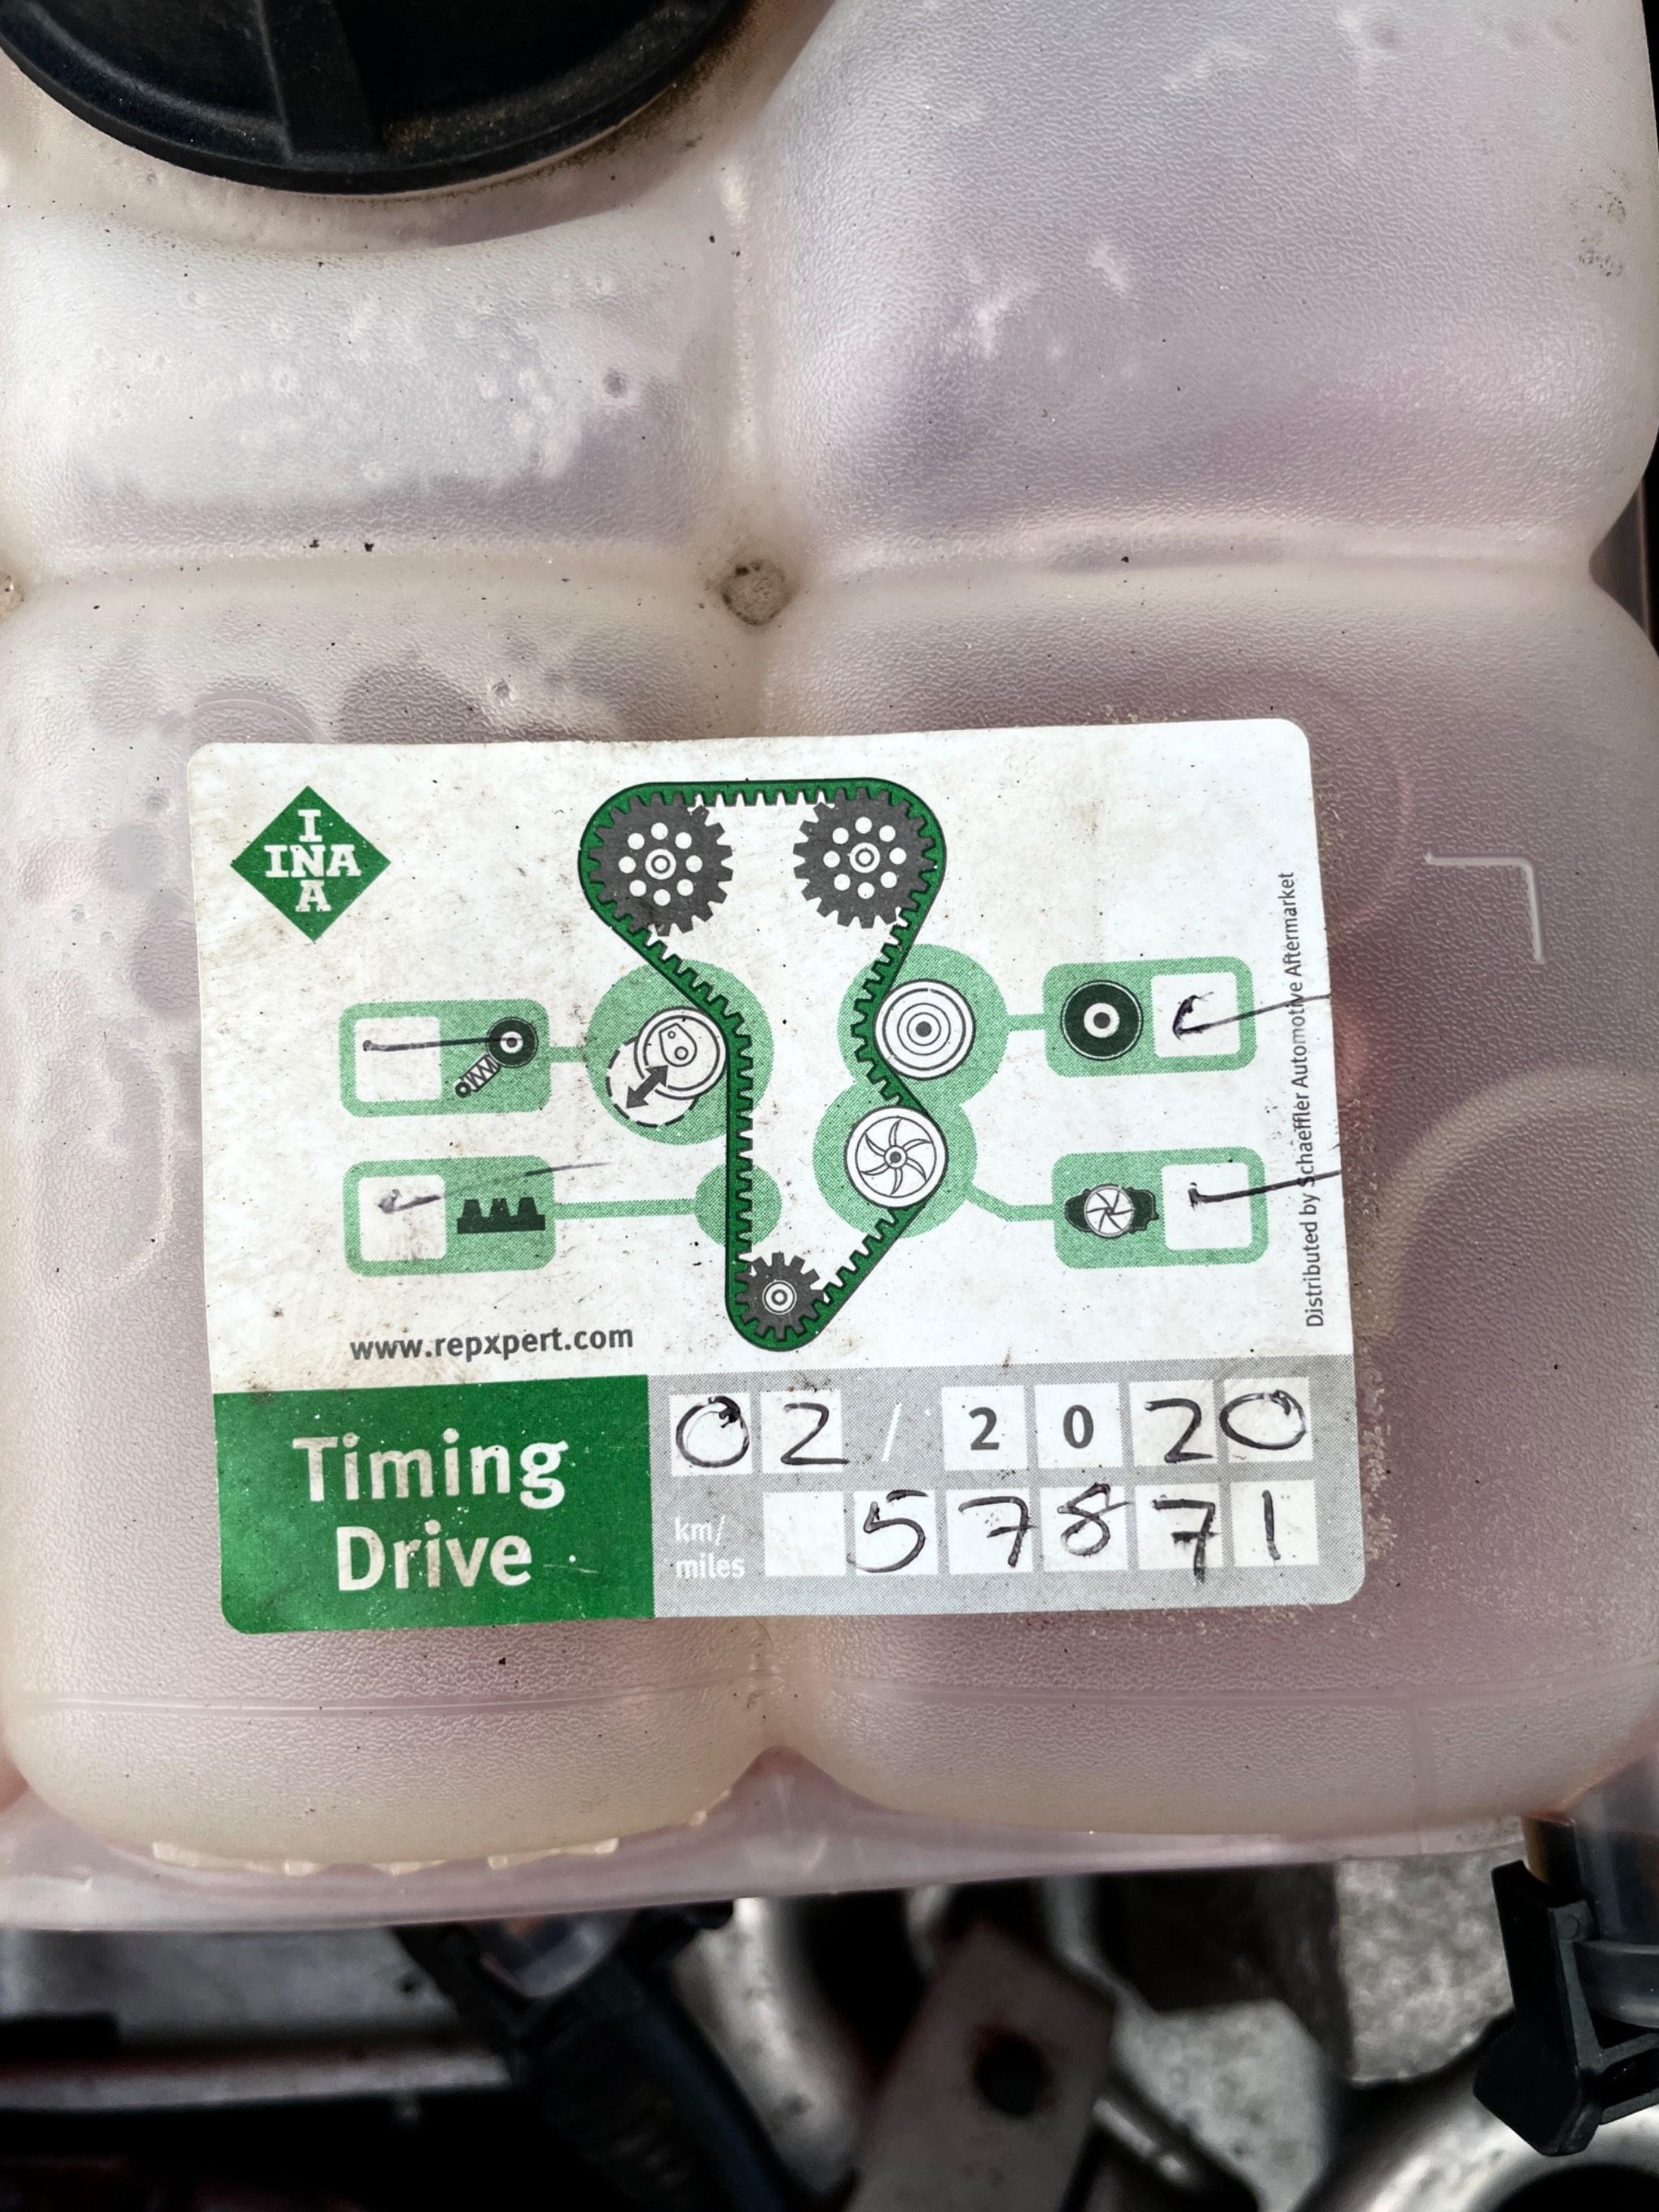 I
INA
A
Distributed by Schaeffler Automotive Aftermarket
www.repxpert.com
Timing
Drive
02 / 2020
km/
miles
57871